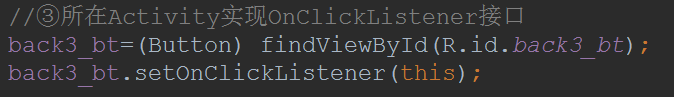 //③所在Activity实现OnClickListener接口
back3_bt=(Button) findViewById(R.id.back3_bt);
back3_bt.setOnClickListener(this);